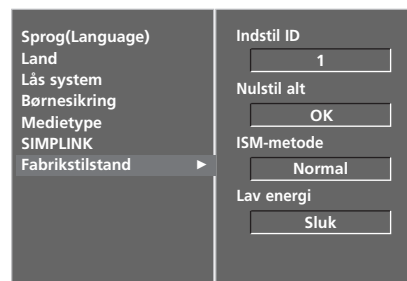 Sprog(Language)
Land
Lås system
Børnesikring
Medietype
SIMPLINK
Fabrikstilstand ►
Indstil ID
1
Nulstil alt
OK
ISM-metode
Normal
Lav energi
Sluk